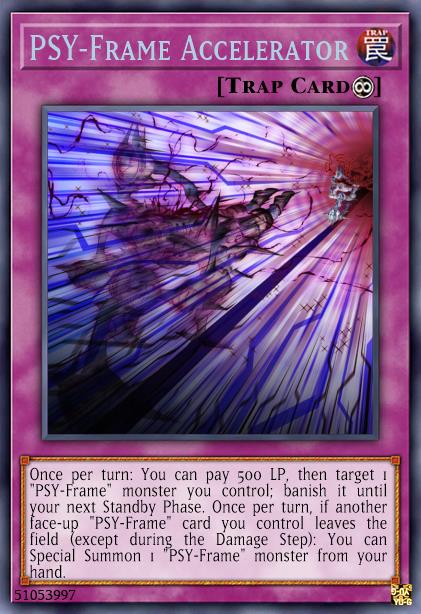 PSY-Frame Accelerator
TRAP
罠
[Trap Card]
Once per turn: You can pay 500 LP, then target 1
"PSY-Frame" monster you control; banish it until
your next Standby Phase. Once per turn, if another
face-up "PSY-Frame" card you control leaves the
field (except during the Damage Step): You can
Special Summon 1 "PSY-Frame" monster from your
hand.
51053997